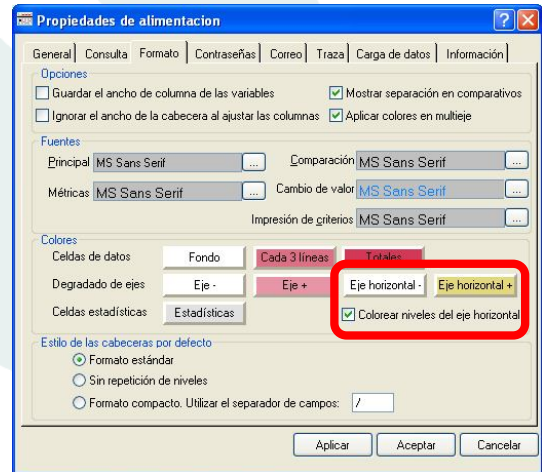 Propiedades de alimentacion
General Consulta Formato Contraseñas Correo Traza Carga de datos Información
Opciones
Guardar el ancho de columna de las variables Mostrar separación en comparativos
Ignorar el ancho de la cabecera al ajustar las columnas Aplicar colores en multieje
Fuentes
Principal MS Sans Serif ... Comparación MS Sans Serif ...
Métricas MS Sans Serif ... Cambio de valor MS Sans Serif ...
Impresión de criterios MS Sans Serif ...
Colores
Celdas de datos Fondo Cada 3 líneas Totales
Degradado de ejes Eje - Eje + Eje horizontal - Eje horizontal +
Celdas estadísticas Estadísticas Colorear niveles del eje horizontal
Estilo de las cabeceras por defecto
Formato estándar
Sin repetición de niveles
Formato compacto. Utilizar el separador de campos: /
Aplicar Aceptar Cancelar